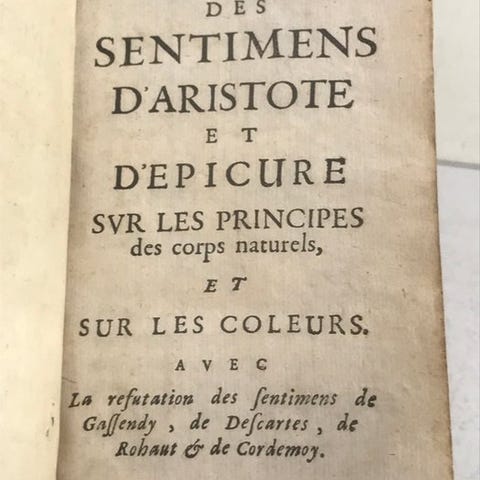 DES
SENTIMENS
D'ARISTOTE
ET
D'EPICURE
SVR LES PRINCIPES
des corps naturels,
ET
SUR LES COLEURS.
AVEC
La refutation des ſentimens de
Gaſſendy, de Deſcartes, de
Rohaut & de Cordemoy.